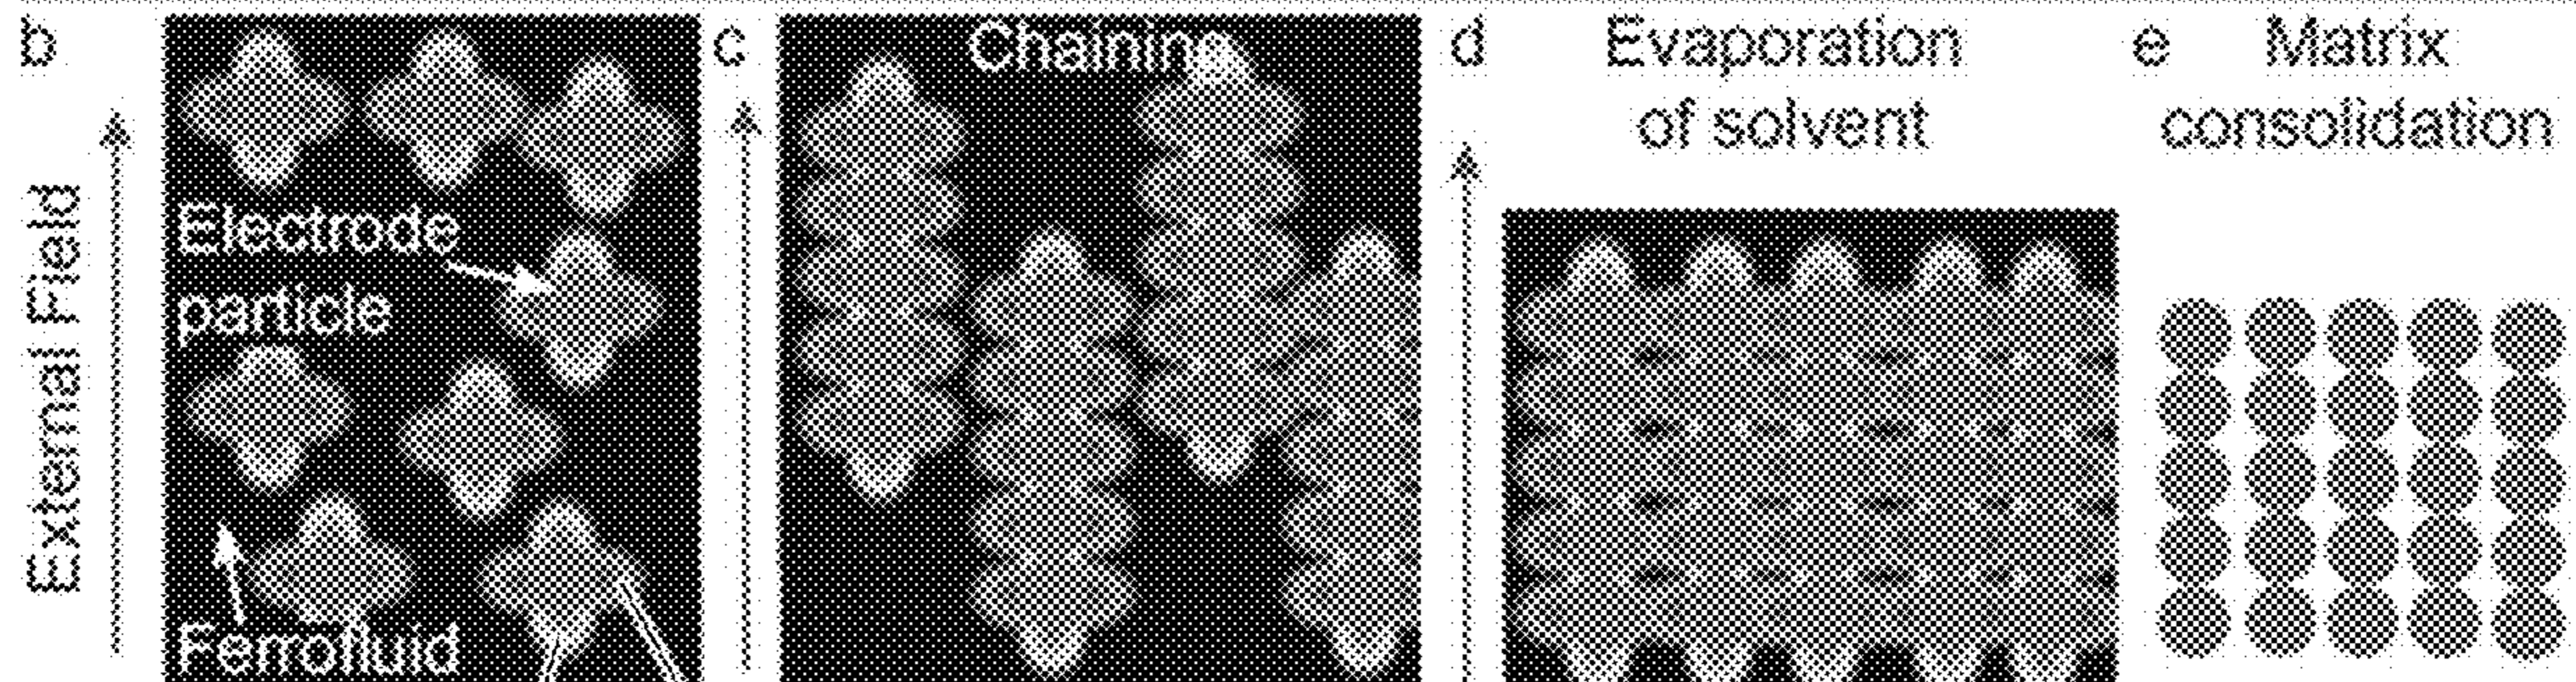 b
External Field
Electrode
particle
Ferrofluid
c
Chaining
d
Evaporation
of solvent
e
Matrix
consolidation